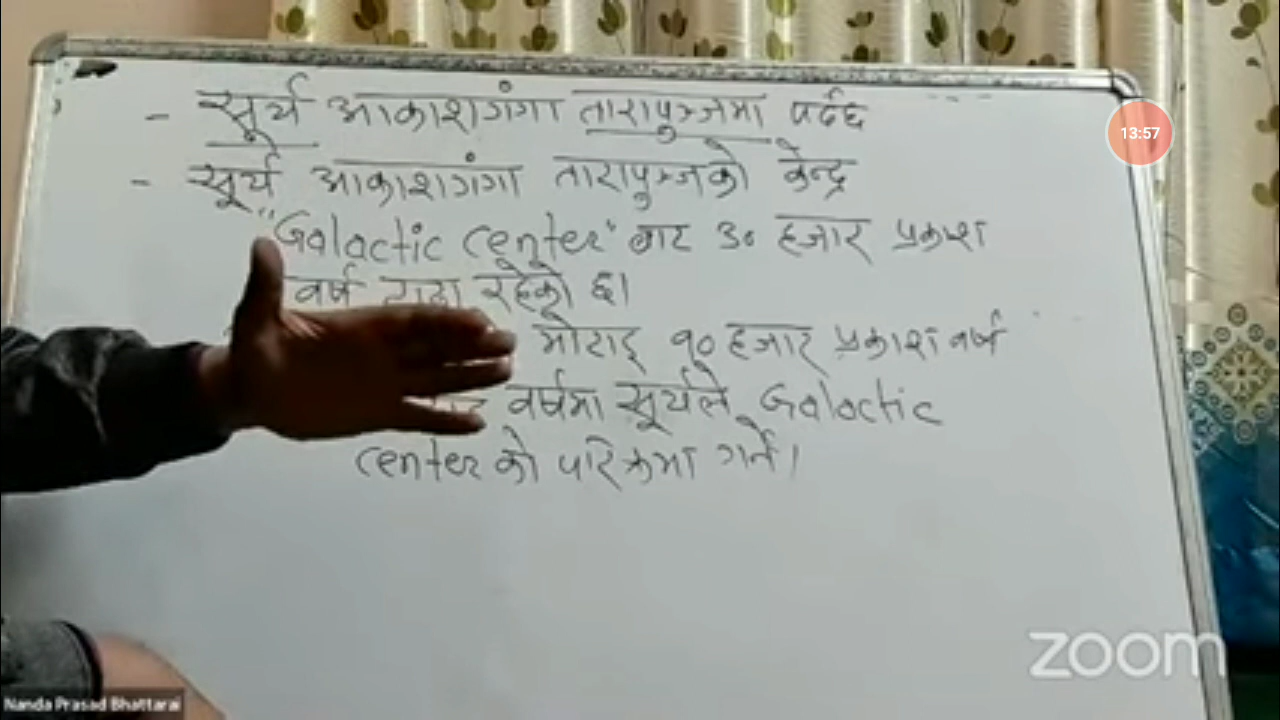 - सूर्य आकाशगंगा तारापुञ्जमा पर्दछ
- सूर्य आकाशगंगा तारापुञ्जको केन्द्र
"Galactic center" बाट ३० हजार प्रकाश
वर्ष टाढा रहेको छ।
मोटाइ १० हजार प्रकाश वर्ष
वर्षमा सूर्यले Galactic
center को परिक्रमा गर्ने।
13:57
zoom
Nanda Prasad Bhattarai